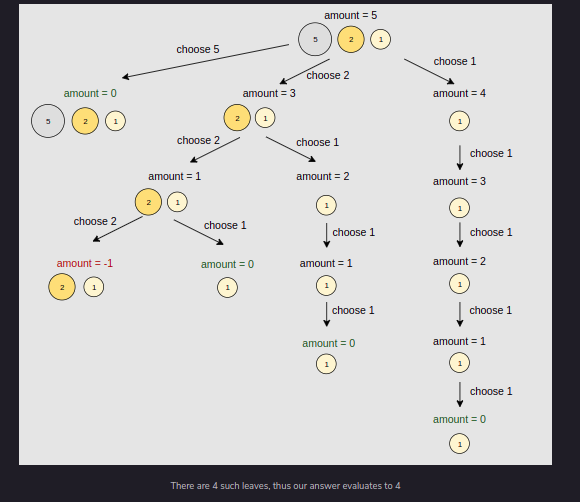 amount = 5
5 2 1
choose 5
choose 2
choose 1
amount = 0
amount = 3
amount = 4
5 2 1
2 1
1
choose 2
choose 1
choose 1
amount = 1
amount = 2
amount = 3
2 1
1
1
choose 2
choose 1
choose 1
choose 1
amount = -1
amount = 0
amount = 1
amount = 2
2 1
1
1
1
choose 1
choose 1
amount = 0
amount = 1
1
1
choose 1
amount = 0
1
There are 4 such leaves, thus our answer evaluates to 4